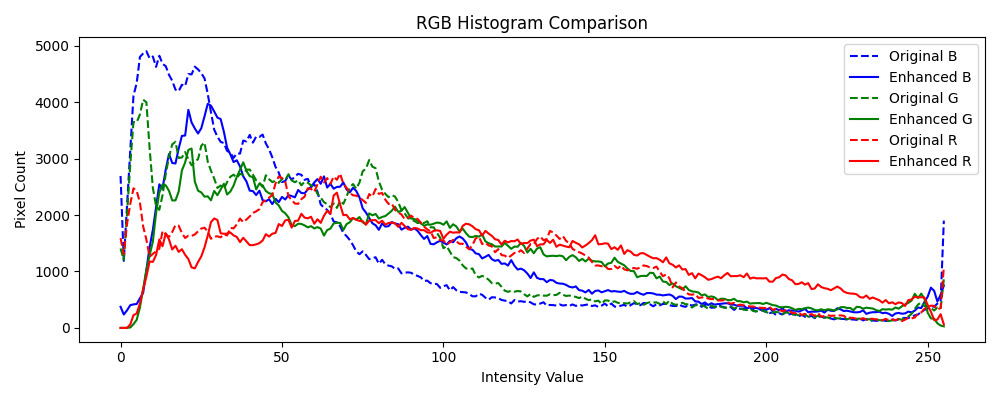 RGB Histogram Comparison
5000
4000
3000
2000
1000
0
Pixel Count
0 50 100 150 200 250
Intensity Value
Original B
Enhanced B
Original G
Enhanced G
Original R
Enhanced R